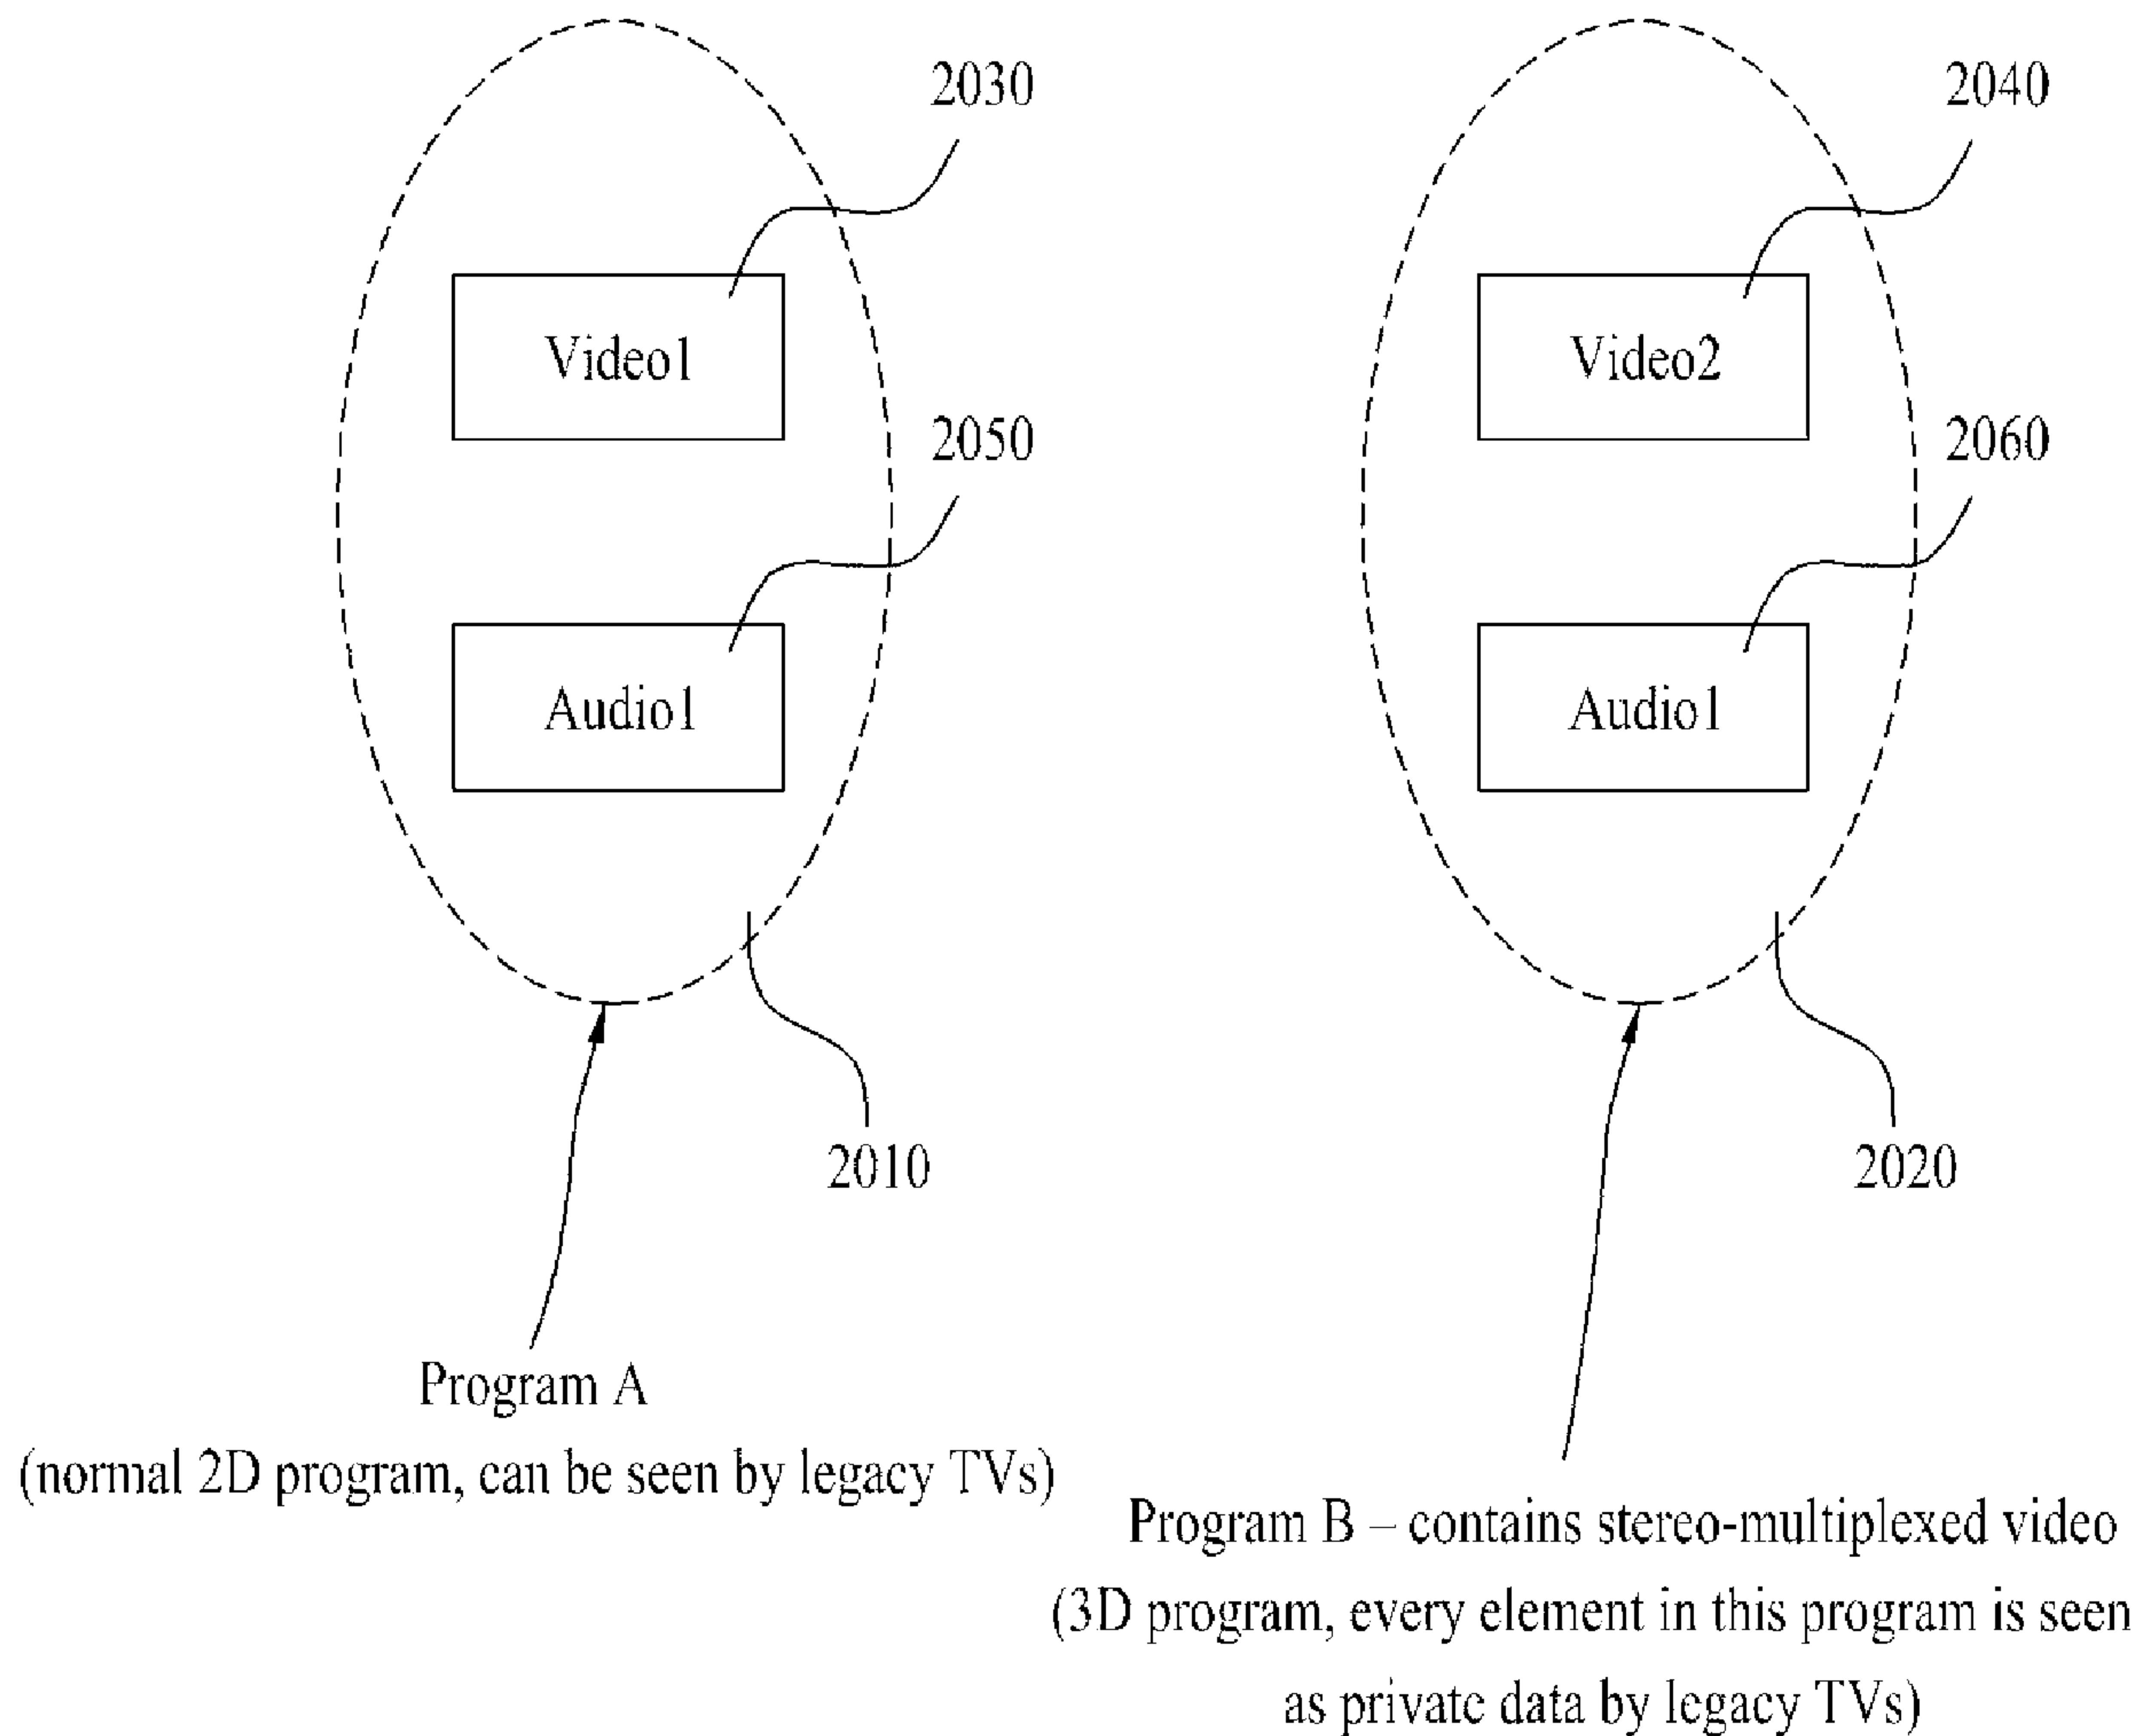 2030
Video1
2050
Audio1
2010
Program A
(normal 2D program, can be seen by legacy TVs)
2040
Video2
2060
Audio1
2020
Program B – contains stereo-multiplexed video
(3D program, every element in this program is seen
as private data by legacy TVs)